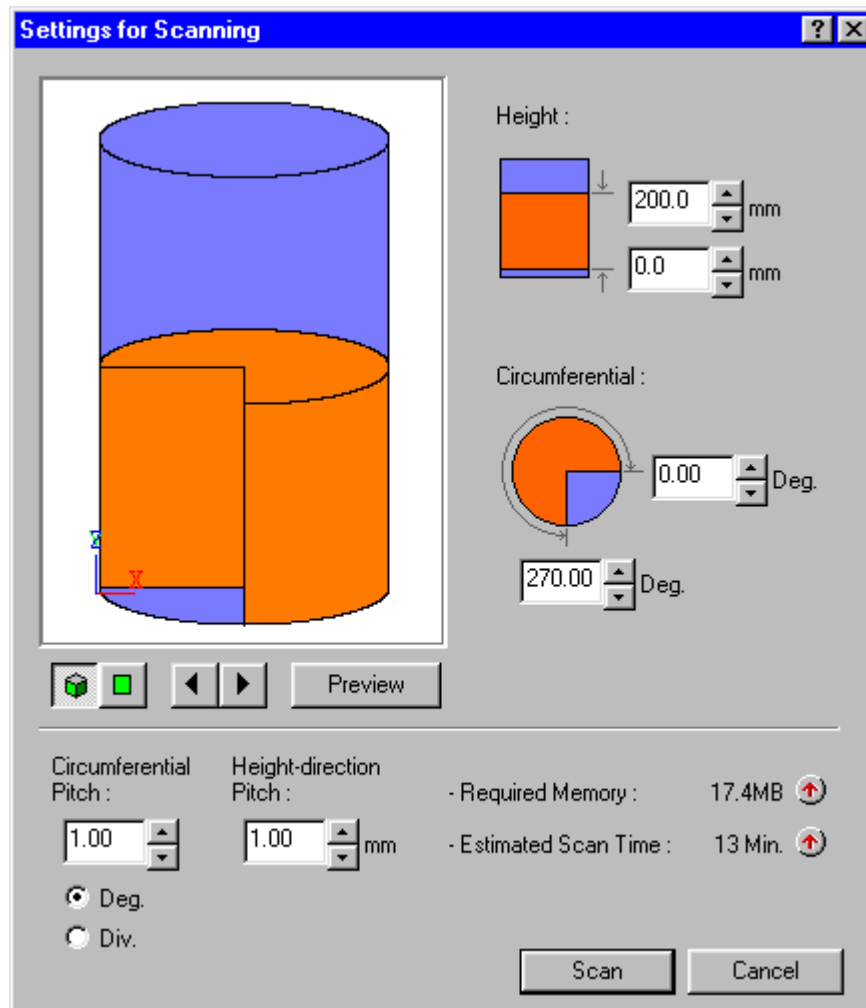 Settings for Scanning
Height :
200.0 mm
0.0 mm
Circumferential :
0.00 Deg.
270.00 Deg.
Z
X
Preview
Circumferential Pitch :
1.00
Deg.
Div.
Height-direction Pitch :
1.00 mm
- Required Memory : 17.4MB
- Estimated Scan Time : 13 Min.
Scan
Cancel